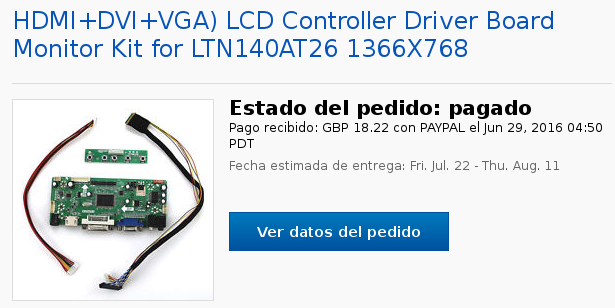 HDMI+DVI+VGA) LCD Controller Driver Board
Monitor Kit for LTN140AT26 1366X768
Estado del pedido: pagado
Pago recibido: GBP 18.22 con PAYPAL el Jun 29, 2016 04:50
PDT
Fecha estimada de entrega: Fri. Jul. 22 - Thu. Aug. 11
Ver datos del pedido